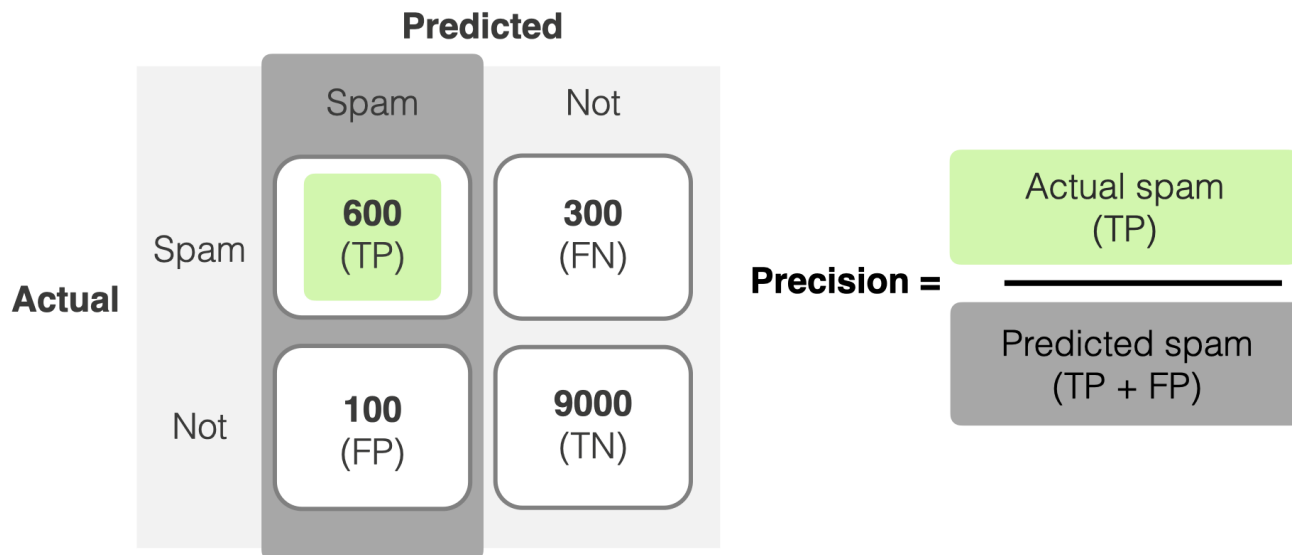 Predicted
Spam
Not
600
(TP)
300
(FN)
Spam
Actual
100
(FP)
9000
(TN)
Not
Precision =
Actual spam
(TP)
Predicted spam
(TP + FP)